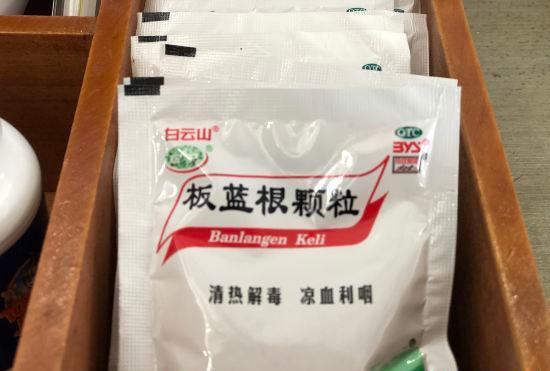 白云山®
OTC
BYS
板蓝根颗粒
Banlangen Keli
清热解毒 凉血利咽